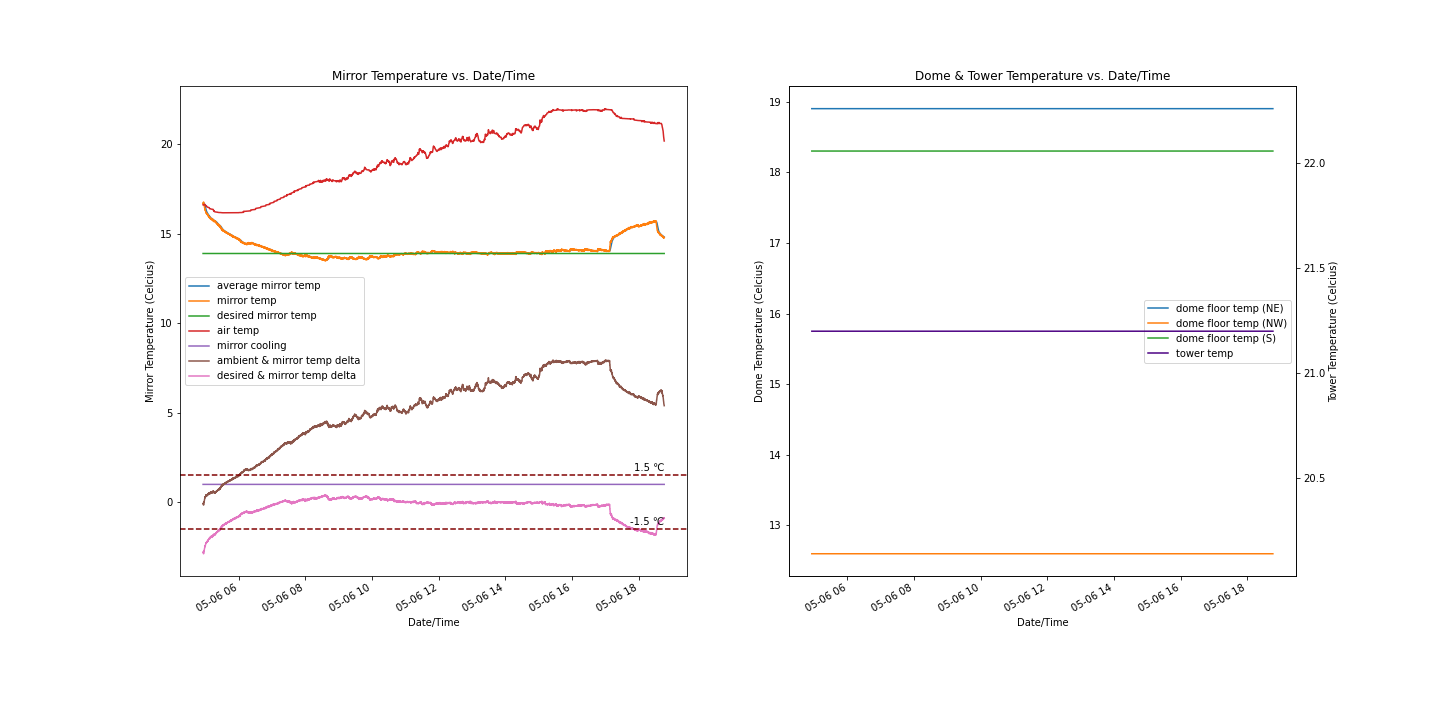 Mirror Temperature vs. Date/Time
Mirror Temperature (Celcius)
20
15
10
5
0
average mirror temp
mirror temp
desired mirror temp
air temp
mirror cooling
ambient & mirror temp delta
desired & mirror temp delta
1.5 °C
-1.5 °C
05-06 06
05-06 08
05-06 10
05-06 12
05-06 14
05-06 16
05-06 18
Date/Time
Dome & Tower Temperature vs. Date/Time
Dome Temperature (Celcius)
19
18
17
16
15
14
13
dome floor temp (NE)
dome floor temp (NW)
dome floor temp (S)
tower temp
22.0
21.5
21.0
20.5
Tower Temperature (Celcius)
05-06 06
05-06 08
05-06 10
05-06 12
05-06 14
05-06 16
05-06 18
Date/Time